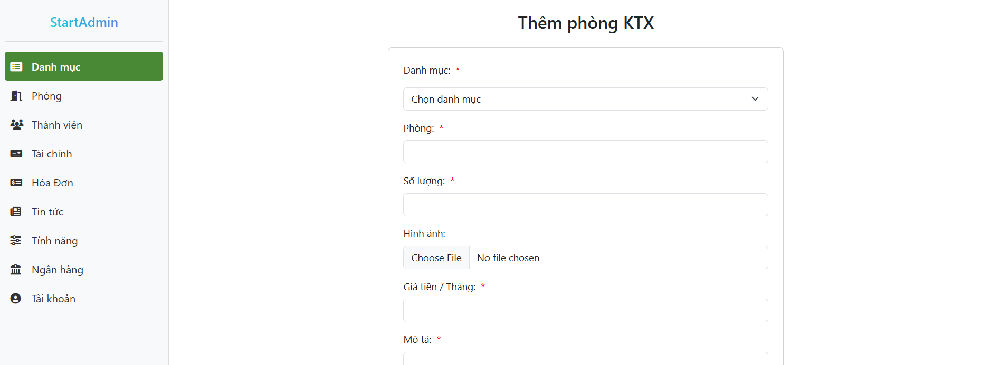 StartAdmin
Danh mục
Phòng
Thành viên
Tài chính
Hóa Đơn
Tin tức
Tính năng
Ngân hàng
Tài khoản
Thêm phòng KTX
Danh mục: *
Chọn danh mục
Phòng: *
Số lượng: *
Hình ảnh:
Choose File No file chosen
Giá tiền / Tháng: *
Mô tả: *